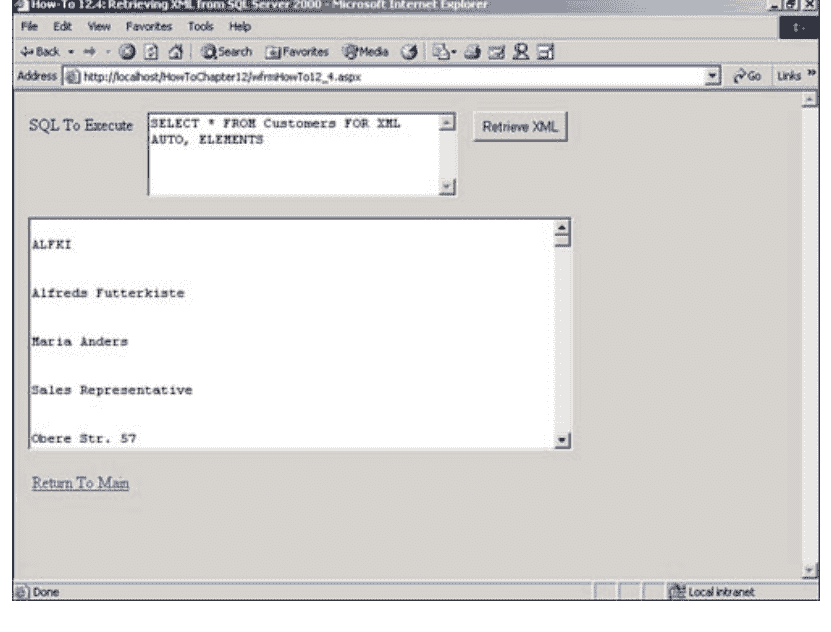 How-To 12.4: Retrieving XML from SQL Server 2000 - Microsoft Internet Explorer
File Edit View Favorites Tools Help
Back Search Favorites Media
Address http://localhost/HowToChapter12/wfrmHowTo12_4.aspx Go Links »
SQL To Execute SELECT * FROM Customers FOR XML Retrieve XML
AUTO, ELEMENTS
ALFKI
Alfreds Futterkiste
Maria Anders
Sales Representative
Obere Str. 57
Return To Main
Done Local intranet